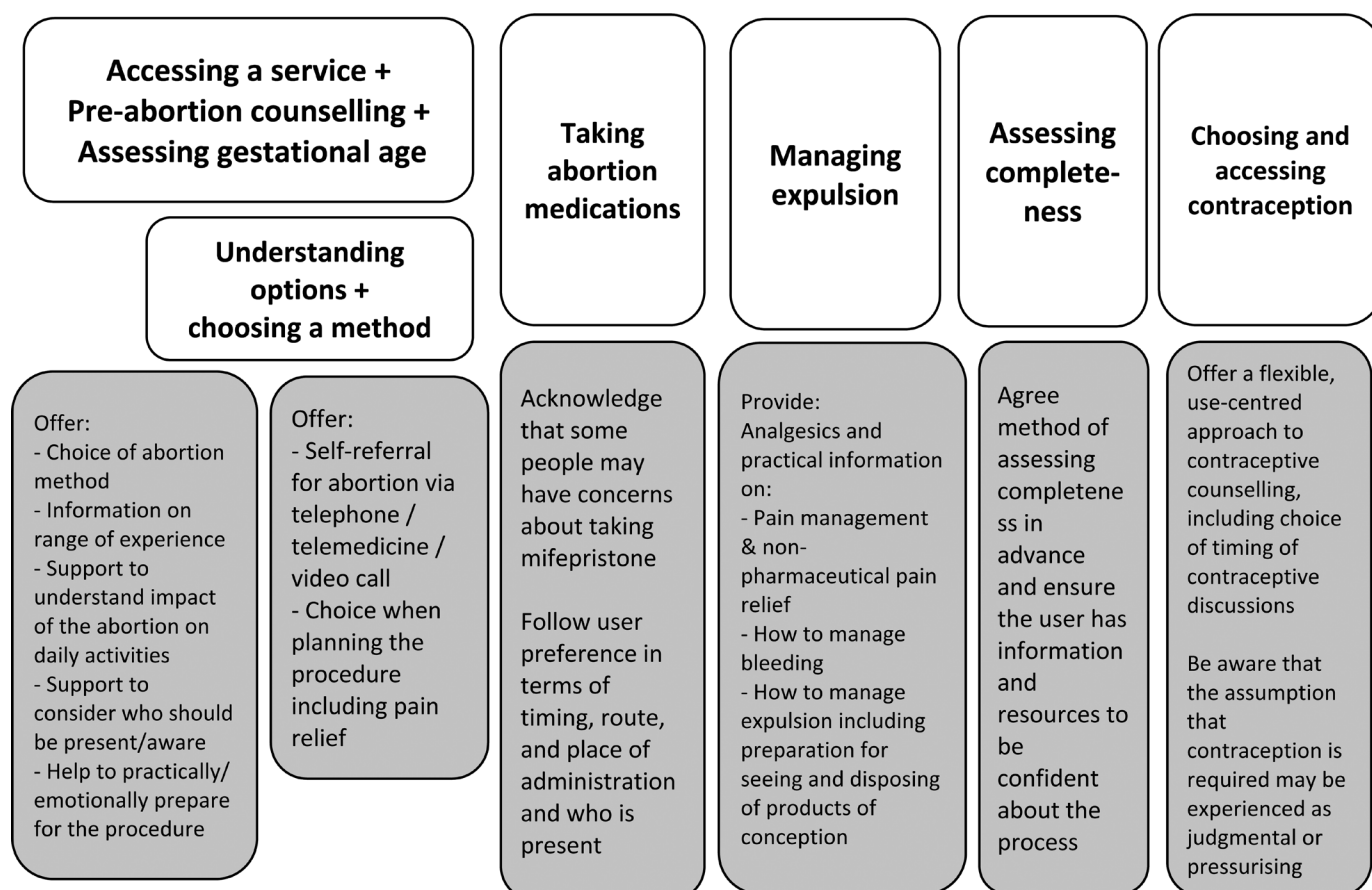 Accessing a service +
Pre-abortion counselling +
Assessing gestational age
Understanding
options +
choosing a method
Taking
abortion
medications
Managing
expulsion
Assessing
complete-
ness
Choosing and
accessing
contraception
Offer:
- Choice of abortion
method
- Information on
range of experience
- Support to
understand impact
of the abortion on
daily activities
- Support to
consider who should
be present/aware
- Help to practically/
emotionally prepare
for the procedure
Offer:
- Self-referral
for abortion via
telephone /
telemedicine /
video call
- Choice when
planning the
procedure
including pain
relief
Acknowledge
that some
people may
have concerns
about taking
mifepristone
Follow user
preference in
terms of
timing, route,
and place of
administration
and who is
present
Provide:
Analgesics and
practical information
on:
- Pain management
& non-
pharmaceutical pain
relief
- How to manage
bleeding
- How to manage
expulsion including
preparation for
seeing and disposing
of products of
conception
Agree
method of
assessing
completene
ss in
advance
and ensure
the user has
information
and
resources to
be
confident
about the
process
Offer a flexible,
use-centred
approach to
contraceptive
counselling,
including choice
of timing of
contraceptive
discussions
Be aware that
the assumption
that
contraception is
required may be
experienced as
judgmental or
pressurising